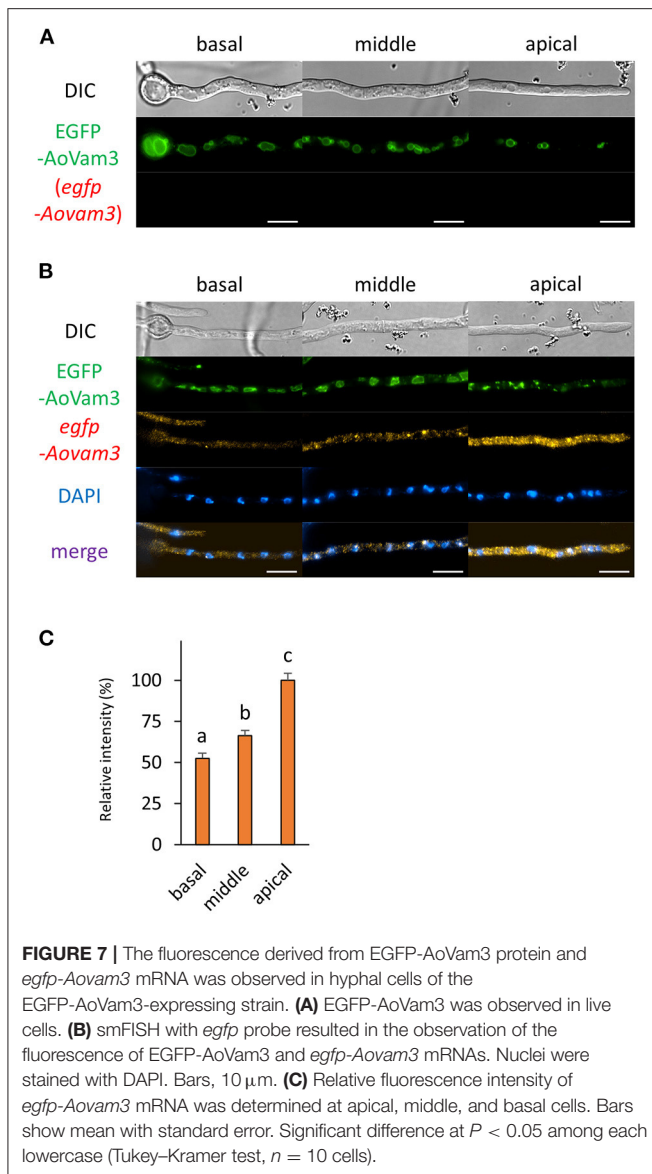 A
basal middle apical
DIC
EGFP
-AoVam3
(egfp
-Aovam3)
B
basal middle apical
DIC
EGFP
-AoVam3
egfp
-Aovam3
DAPI
merge
C
Relative intensity (%)
100
75
50
25
0
a
b
c
basal
middle
apical
FIGURE 7 | The fluorescence derived from EGFP-AoVam3 protein and
egfp-Aovam3 mRNA was observed in hyphal cells of the
EGFP-AoVam3-expressing strain. (A) EGFP-AoVam3 was observed in live
cells. (B) smFISH with egfp probe resulted in the observation of the
fluorescence of EGFP-AoVam3 and egfp-Aovam3 mRNAs. Nuclei were
stained with DAPI. Bars, 10 μm. (C) Relative fluorescence intensity of
egfp-Aovam3 mRNA was determined at apical, middle, and basal cells. Bars
show mean with standard error. Significant difference at P < 0.05 among each
lowercase (Tukey–Kramer test, n = 10 cells).